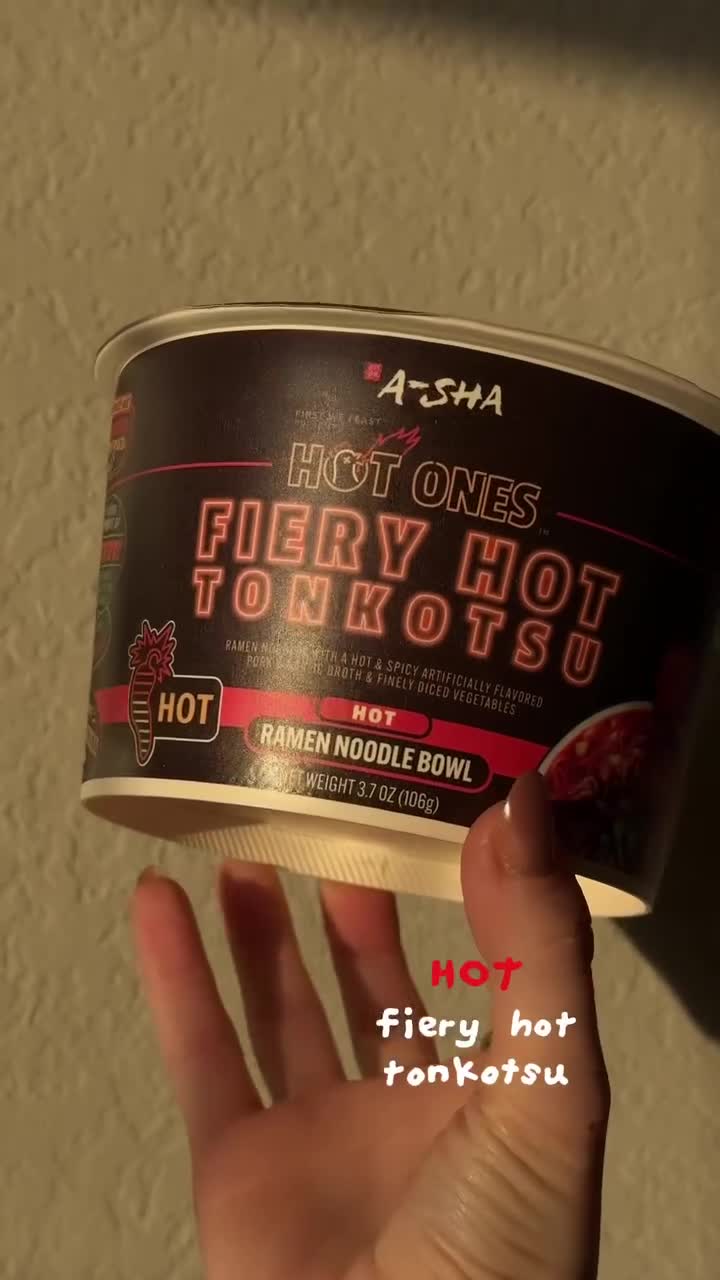 A-SHA
FIRST WE FEAST
HOT ONES
FIERY HOT
TONKOTSU
RAMEN NOODLES WITH A HOT & SPICY ARTIFICIALLY FLAVORED
BROTH & FINELY DICED VEGETABLES
HOT
HOT
RAMEN NOODLE BOWL
NET WEIGHT 3.7 OZ (106g)
HOT
fiery hot
tonkotsu